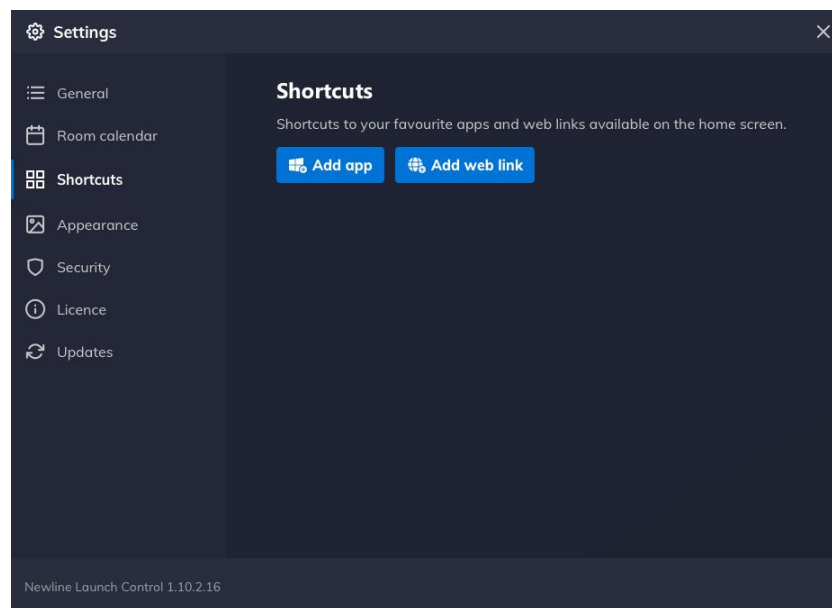 Settings
General
Room calendar
Shortcuts
Appearance
Security
Licence
Updates
Shortcuts
Shortcuts to your favourite apps and web links available on the home screen.
Add app
Add web link
Newline Launch Control 1.10.2.16